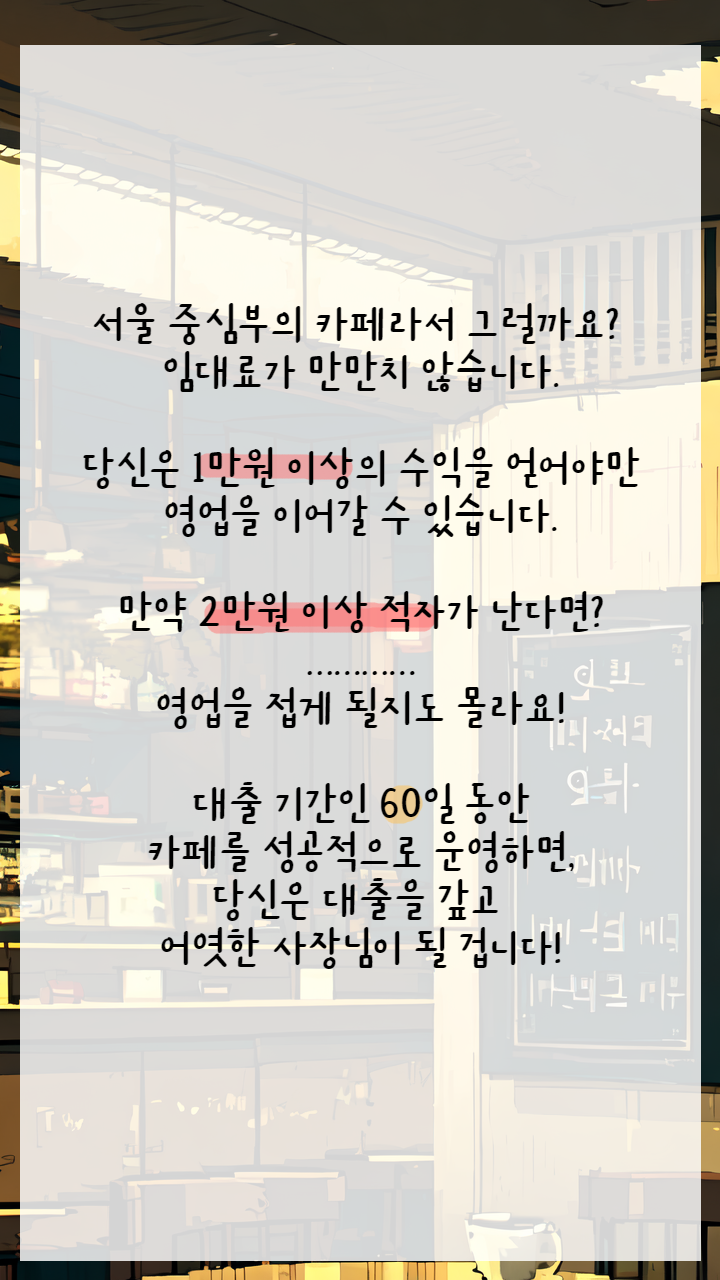 서울 중심부의 카페라서 그럴까요?
임대료가 만만치 않습니다.
당신은 1만원 이상의 수익을 얻어야만
영업을 이어갈 수 있습니다.
만약 2만원 이상 적자가 난다면?
…………
영업을 접게 될지도 몰라요!
대출 기간인 60일 동안
카페를 성공적으로 운영하면,
당신은 대출을 갚고
어엿한 사장님이 될 겁니다!